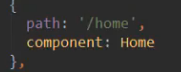 {
path: '/home',
component: Home
},